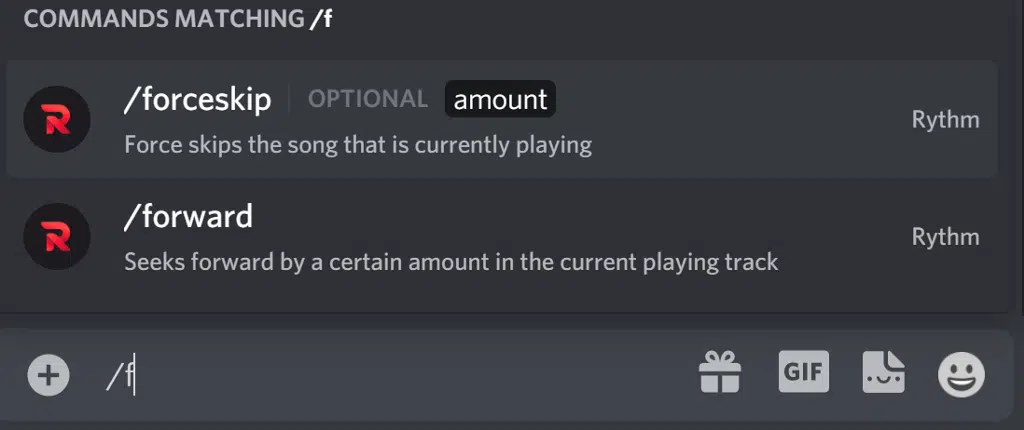 COMMANDS MATCHING /f
/forceskip OPTIONAL amount
Force skips the song that is currently playing
Rythm
/forward
Seeks forward by a certain amount in the current playing track
Rythm
/f
GIF